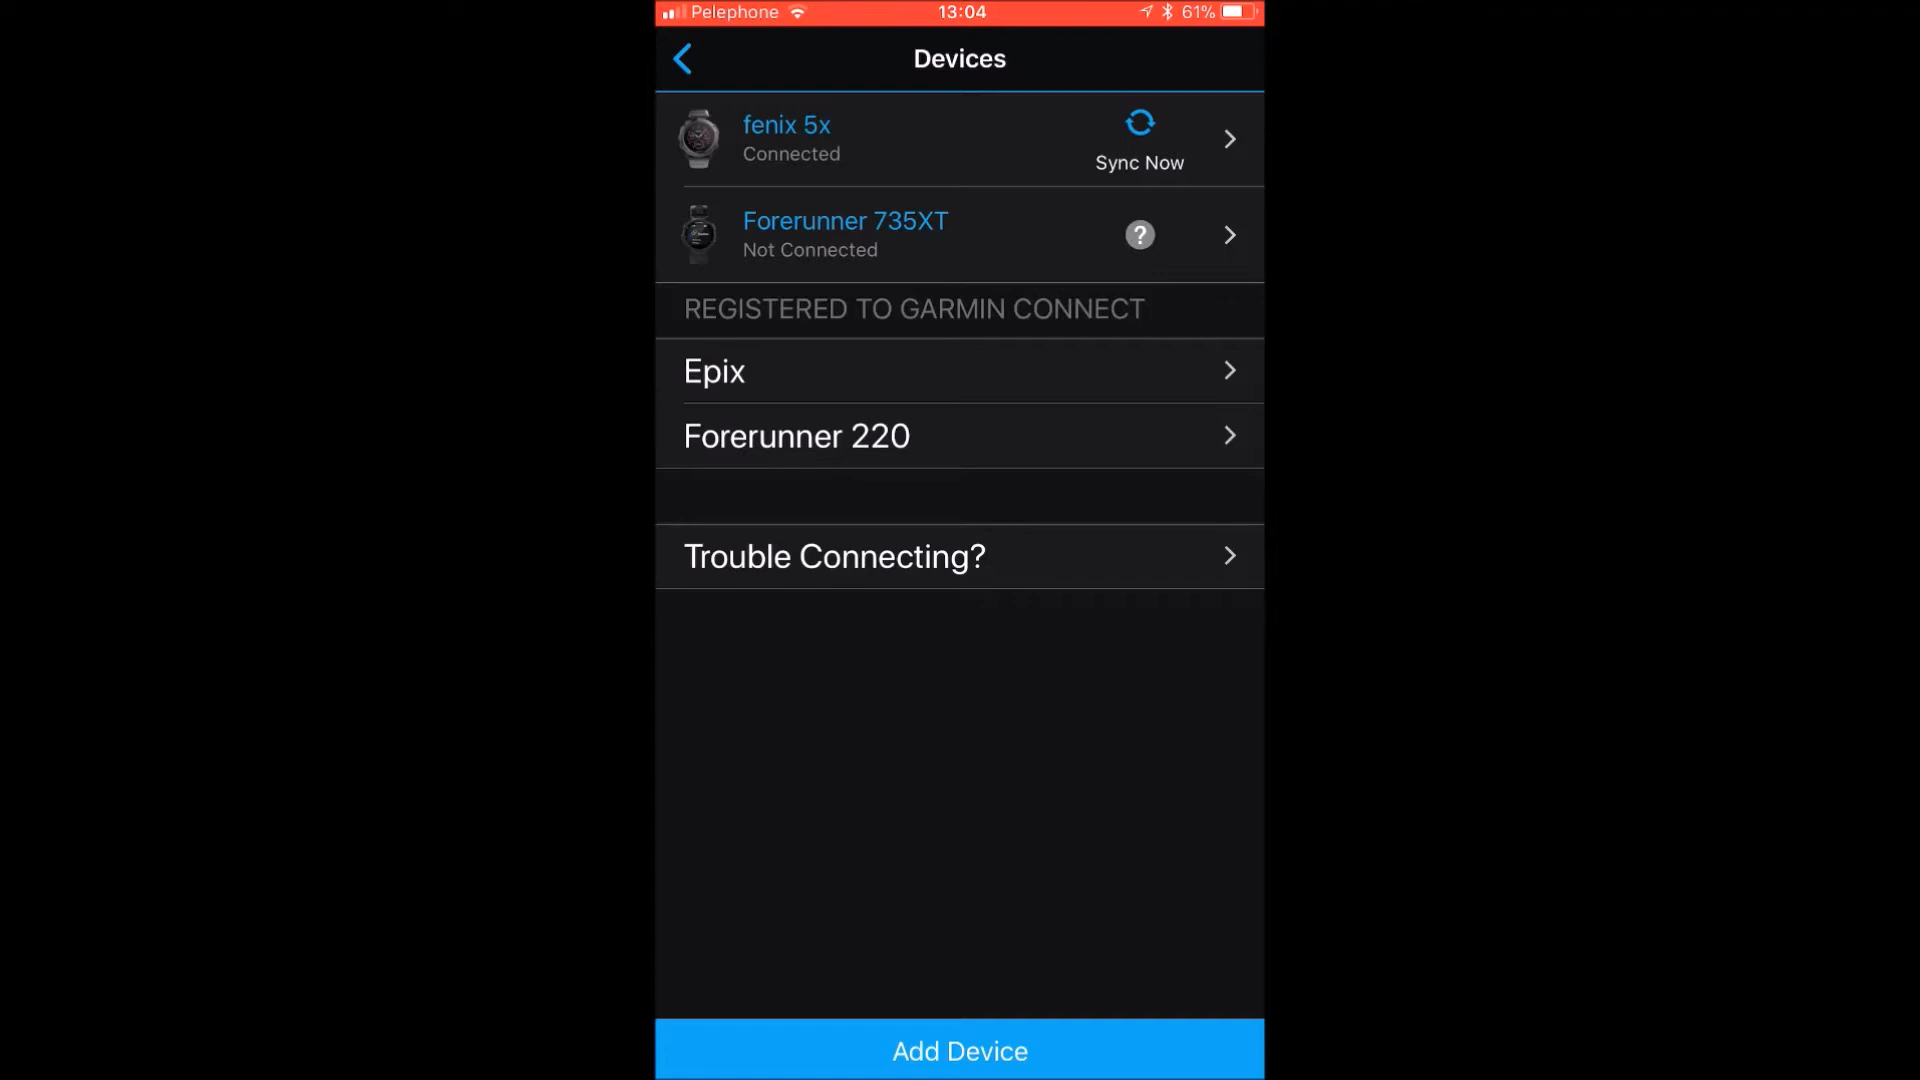 Pelephone 13:04 61%
Devices
fenix 5x
Connected
Sync Now
Forerunner 735XT
Not Connected
?
REGISTERED TO GARMIN CONNECT
Epix
Forerunner 220
Trouble Connecting?
Add Device